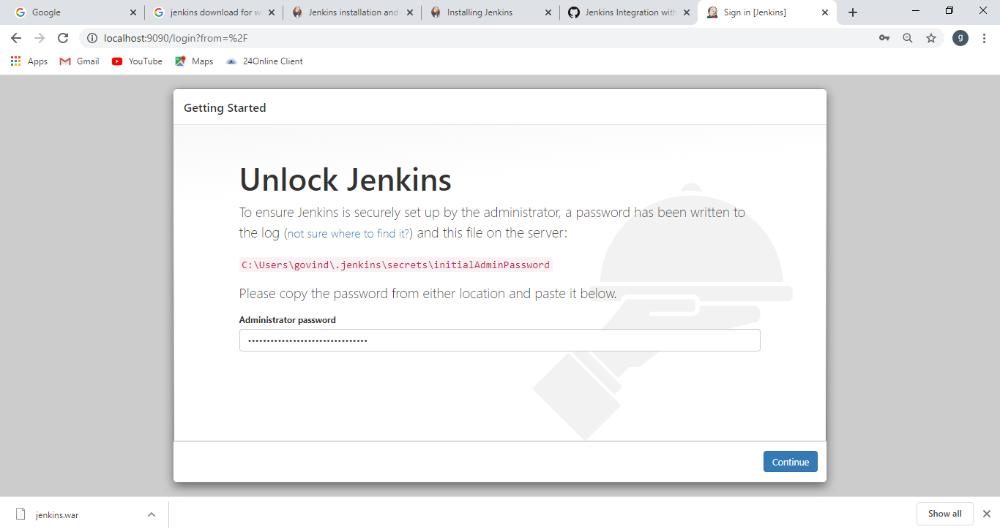 Google
jenkins download for w
Jenkins installation and
Installing Jenkins
Jenkins Integration with
Sign in [Jenkins]
localhost:9090/login?from=%2F
g
Apps
Gmail
YouTube
Maps
24Online Client
Getting Started
Unlock Jenkins
To ensure Jenkins is securely set up by the administrator, a password has been written to
the log (not sure where to find it?) and this file on the server:
C:\Users\govind\.jenkins\secrets\initialAdminPassword
Please copy the password from either location and paste it below.
Administrator password
Continue
jenkins.war
Show all